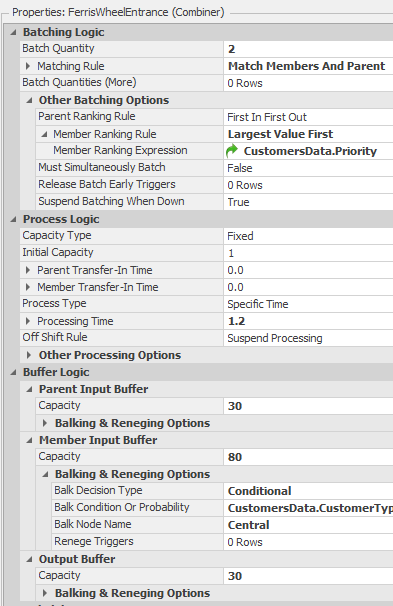 Properties: FerrisWheelEntrance (Combiner)
Batching Logic
Batch Quantity 2
Matching Rule Match Members And Parent
Batch Quantities (More) 0 Rows
Other Batching Options
Parent Ranking Rule First In First Out
Member Ranking Rule Largest Value First
Member Ranking Expression CustomersData.Priority
Must Simultaneously Batch False
Release Batch Early Triggers 0 Rows
Suspend Batching When Down True
Process Logic
Capacity Type Fixed
Initial Capacity 1
Parent Transfer-In Time 0.0
Member Transfer-In Time 0.0
Process Type Specific Time
Processing Time 1.2
Off Shift Rule Suspend Processing
Other Processing Options
Buffer Logic
Parent Input Buffer
Capacity 30
Balking & Reneging Options
Member Input Buffer
Capacity 80
Balking & Reneging Options
Balk Decision Type Conditional
Balk Condition Or Probability CustomersData.CustomerTyp
Balk Node Name Central
Renege Triggers 0 Rows
Output Buffer
Capacity 30
Balking & Reneging Options